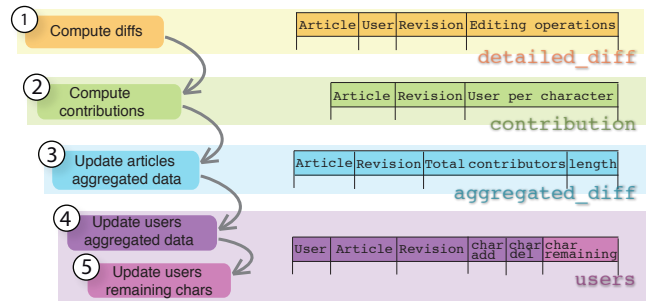 1
Compute diffs
Article User Revision Editing operations
detailed_diff
2
Compute
contributions
Article Revision User per character
contribution
3
Update articles
aggregated data
Article Revision Total contributors length
aggregated_diff
4
Update users
aggregated data
User Article Revision char add char del char remaining
5
Update users
remaining chars
users